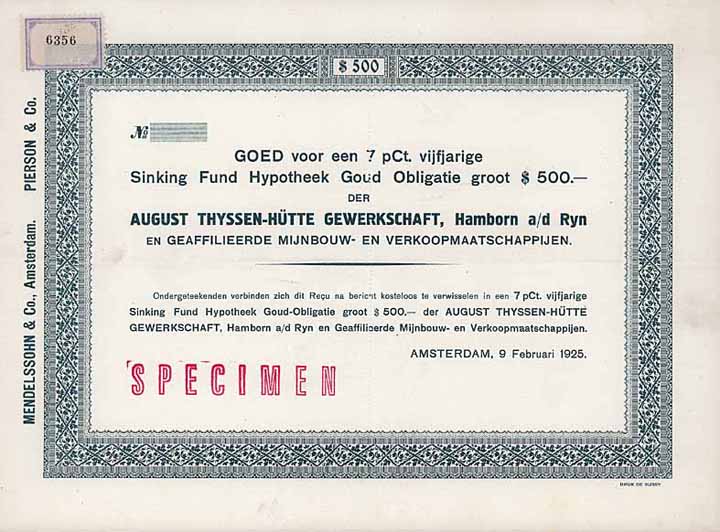 6356
$ 500
MENDELSSOHN & Co., Amsterdam. PIERSON & Co.
№
GOED voor een 7 pCt. vijfjarige
Sinking Fund Hypotheek Goud Obligatie groot $ 500.—
DER
AUGUST THYSSEN-HÜTTE GEWERKSCHAFT, Hamborn a/d Ryn
EN GEAFFILIEERDE MIJNBOUW- EN VERKOOPMAATSCHAPPIJEN.
Ondergeteekenden verbinden zich dit Reçu na bericht kosteloos te verwisselen in een 7 pCt. vijfjarige
Sinking Fund Hypotheek Goud-Obligatie groot $ 500.— der AUGUST THYSSEN-HÜTTE
GEWERKSCHAFT, Hamborn a/d Ryn en Geaffilieerde Mijnbouw- en Verkoopmaatschappijen.
AMSTERDAM, 9 Februari 1925.
SPECIMEN